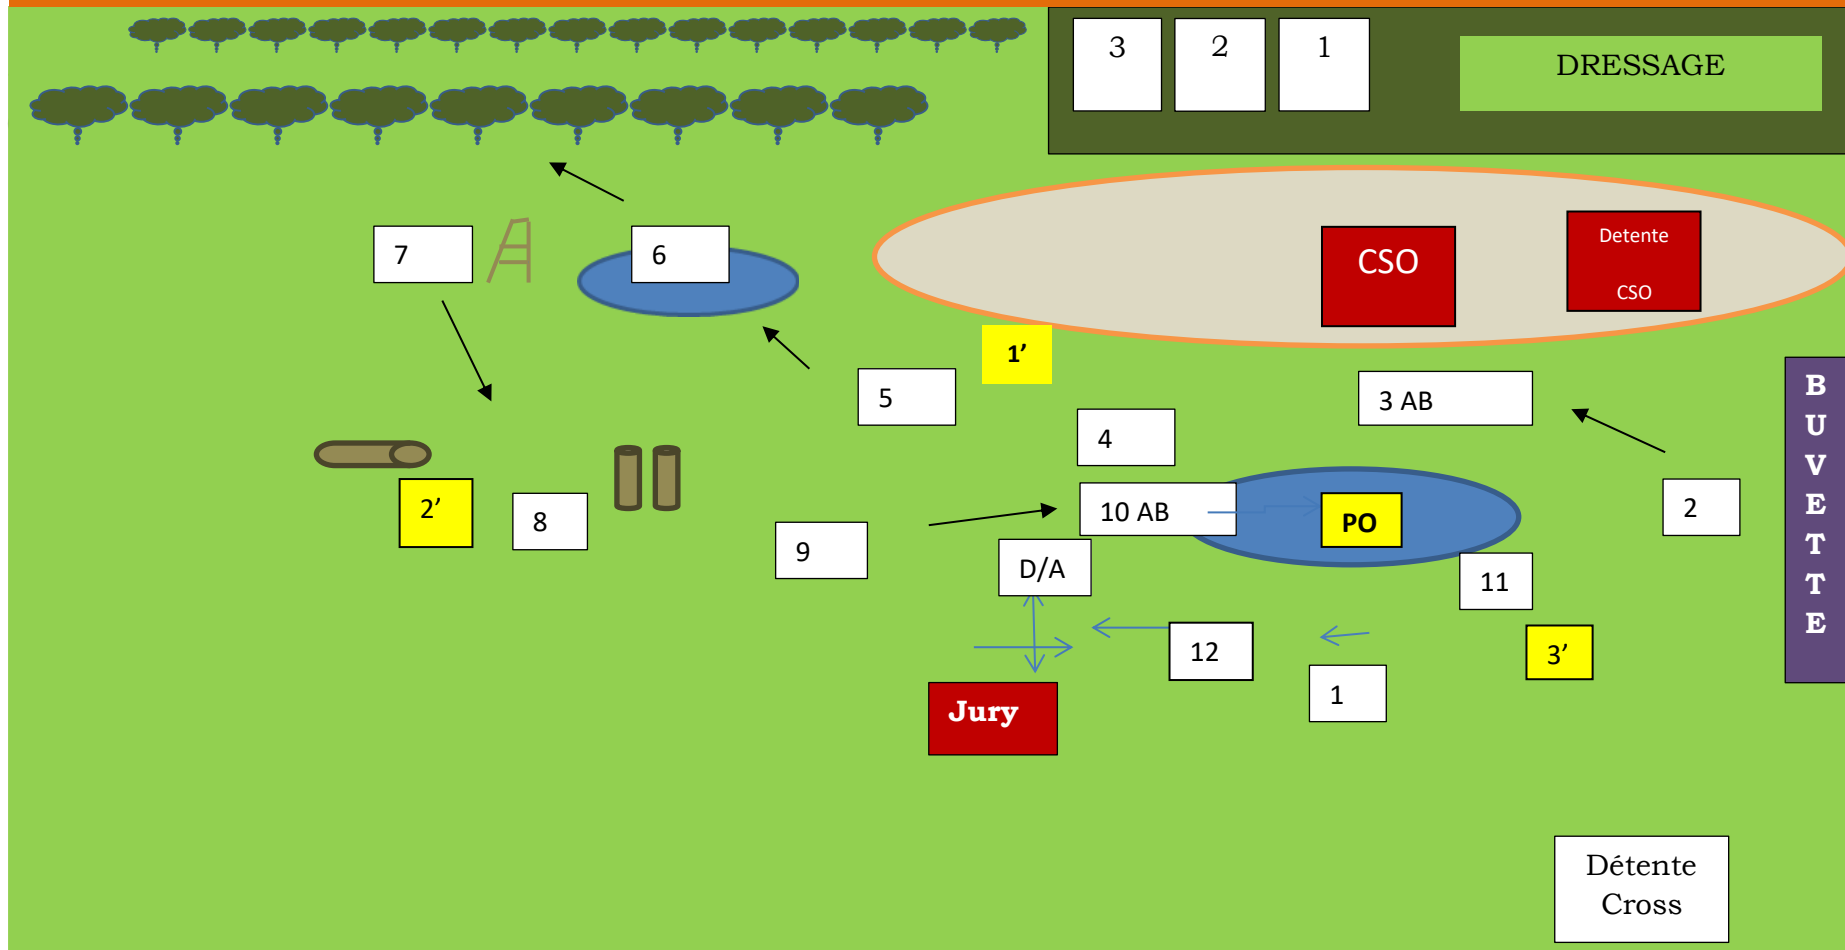 3
2
1
DRESSAGE
7
6
CSO
Detente
CSO
1’
5
3 AB
4
B
U
V
E
T
T
E
2’
8
10 AB
PO
2
9
D/A
11
12
3’
1
Jury
Détente
Cross